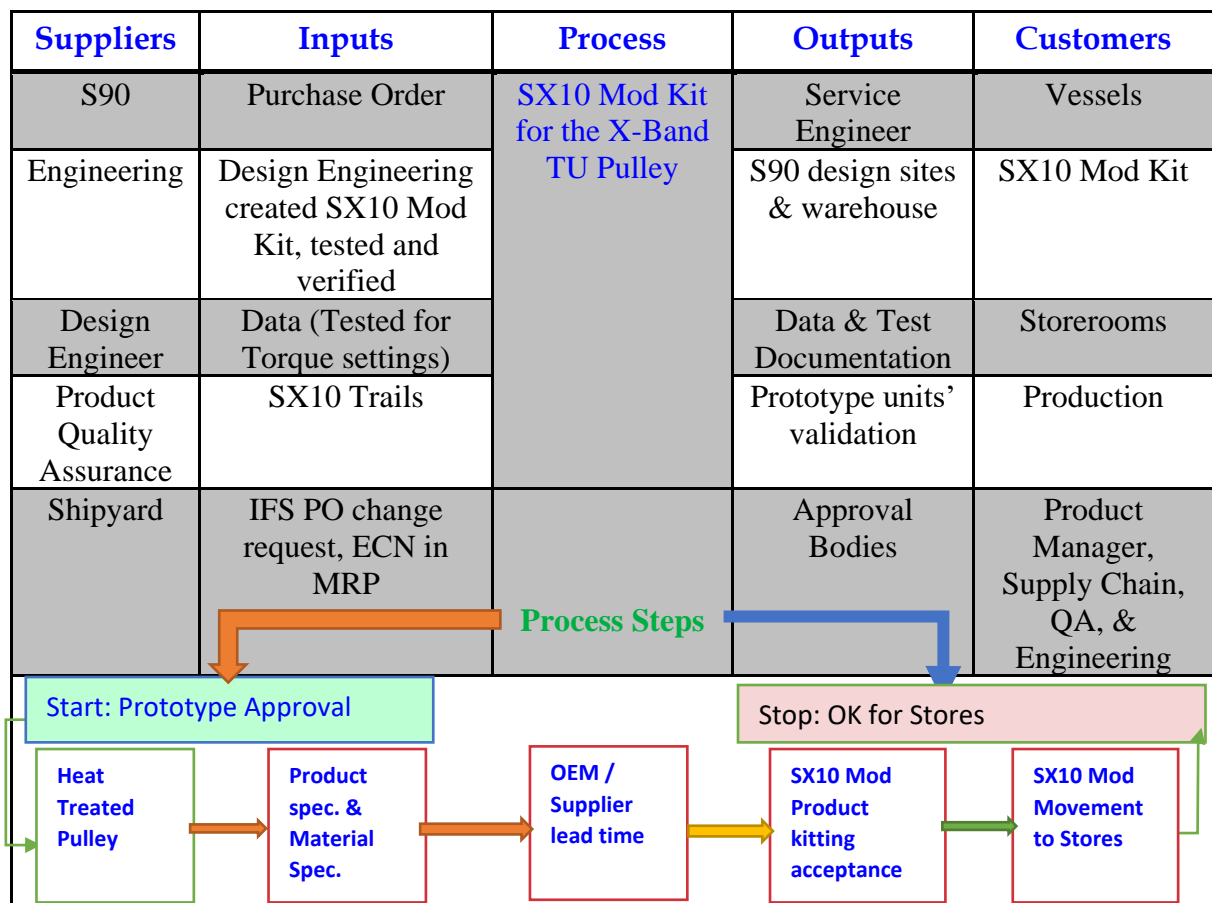 Suppliers
Inputs
Process
Outputs
Customers
S90
Purchase Order
SX10 Mod Kit
for the X-Band
TU Pulley
Service
Engineer
Vessels
Engineering
Design Engineering
created SX10 Mod
Kit, tested and
verified
S90 design sites
& warehouse
SX10 Mod Kit
Design
Engineer
Data (Tested for
Torque settings)
Data & Test
Documentation
Storerooms
Product
Quality
Assurance
SX10 Trails
Prototype units’
validation
Production
Shipyard
IFS PO change
request, ECN in
MRP
Approval
Bodies
Product
Manager,
Supply Chain,
QA, &
Engineering
Process Steps
Start: Prototype Approval
Stop: OK for Stores
Heat
Treated
Pulley
Product
spec. &
Material
Spec.
OEM /
Supplier
lead time
SX10 Mod
Product
kitting
acceptance
SX10 Mod
Movement
to Stores